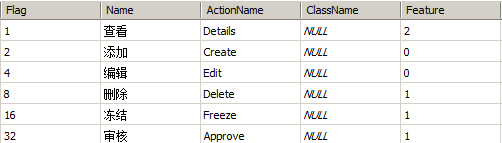 Flag Name ActionName ClassName Feature
1 查看 Details NULL 2
2 添加 Create NULL 0
4 编辑 Edit NULL 0
8 删除 Delete NULL 1
16 冻结 Freeze NULL 1
32 审核 Approve NULL 1